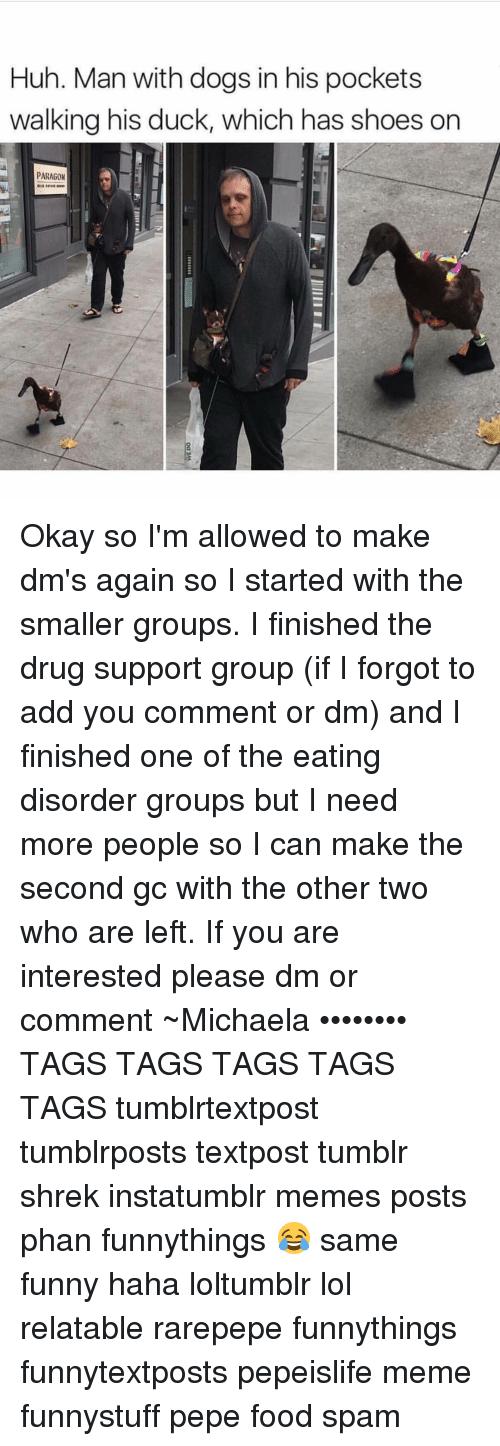 Huh. Man with dogs in his pockets
walking his duck, which has shoes on
PARAGON
WE DO
Okay so I'm allowed to make
dm's again so I started with the
smaller groups. I finished the
drug support group (if I forgot to
add you comment or dm) and I
finished one of the eating
disorder groups but I need
more people so I can make the
second gc with the other two
who are left. If you are
interested please dm or
comment ~Michaela ••••••••
TAGS TAGS TAGS TAGS
TAGS tumblrtextpost
tumblrposts textpost tumblr
shrek instatumblr memes posts
phan funnythings 😂 same
funny haha loltumblr lol
relatable rarepepe funnythings
funnytextposts pepeislife meme
funnystuff pepe food spam